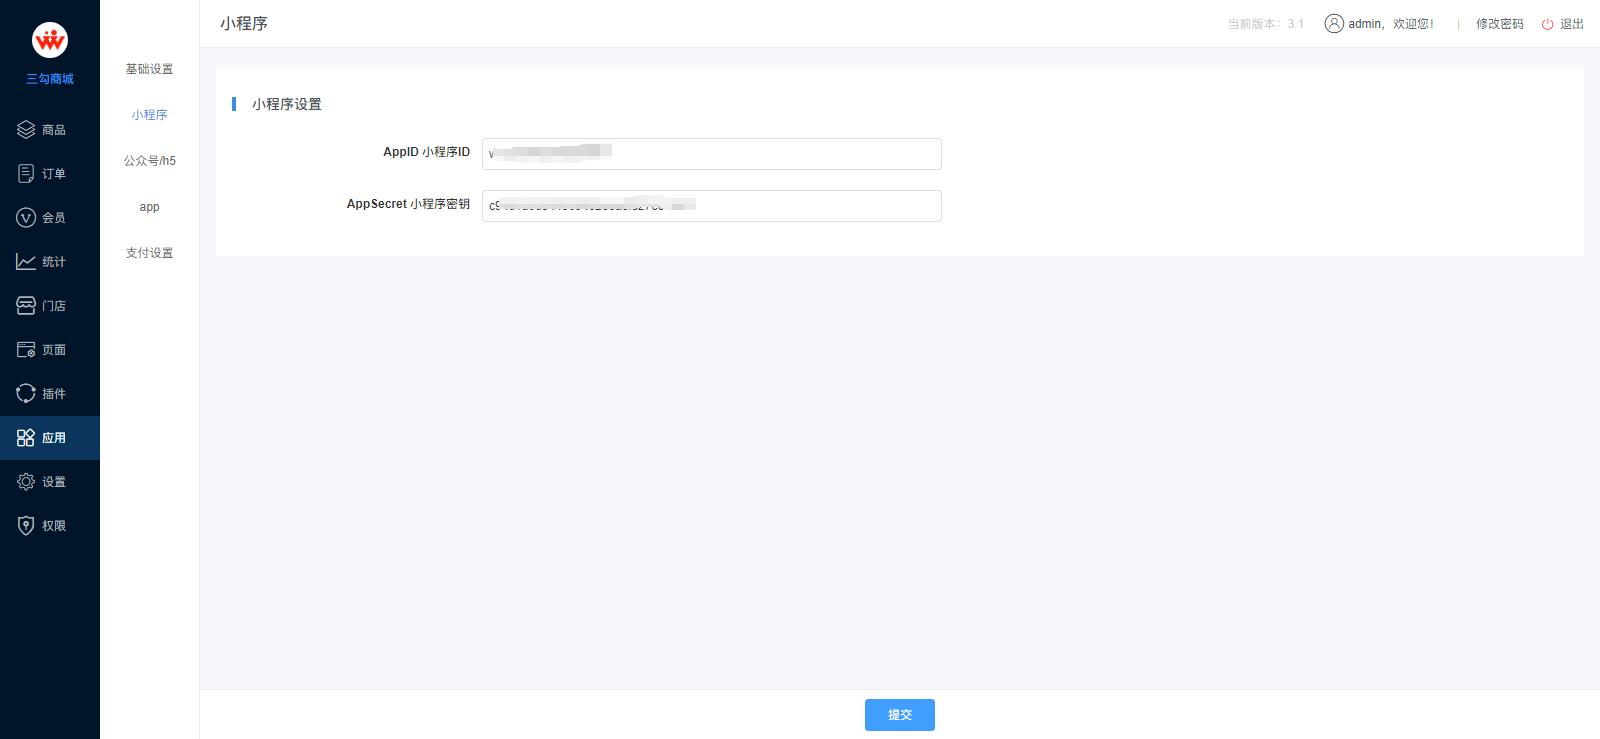 三勾商城
商品
订单
会员
统计
门店
页面
插件
应用
设置
权限
基础设置
小程序
公众号/h5
app
支付设置
小程序
当前版本：3.1
admin，欢迎您！
|
修改密码
退出
小程序设置
AppID 小程序ID
AppSecret 小程序密钥
提交